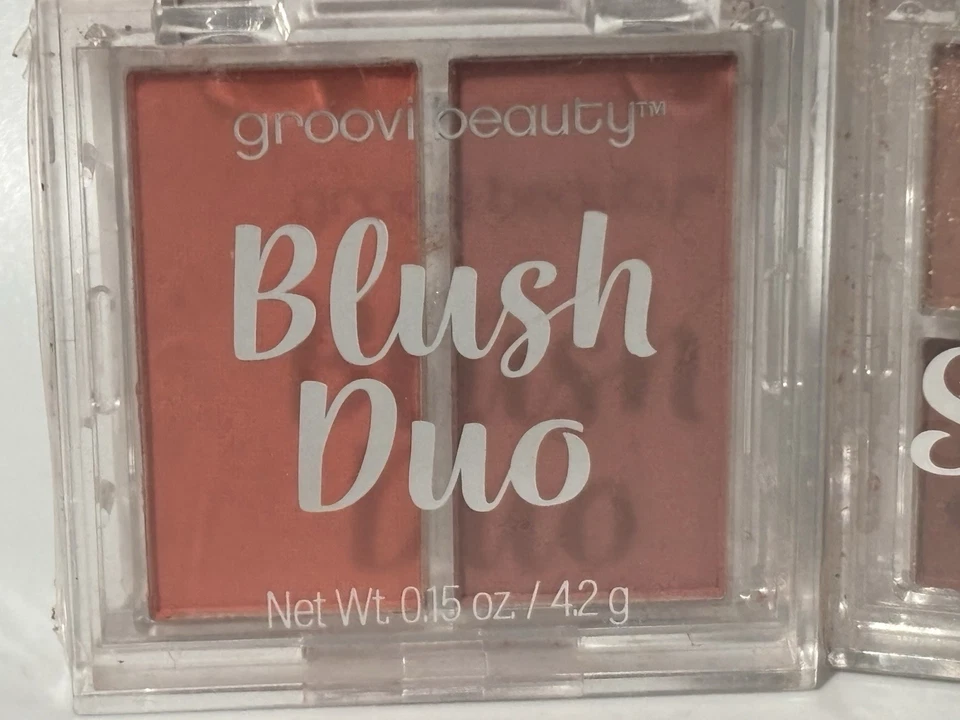 groovi beauty™
Blush
Duo
Net Wt. 0.15 oz. / 4.2 g
S